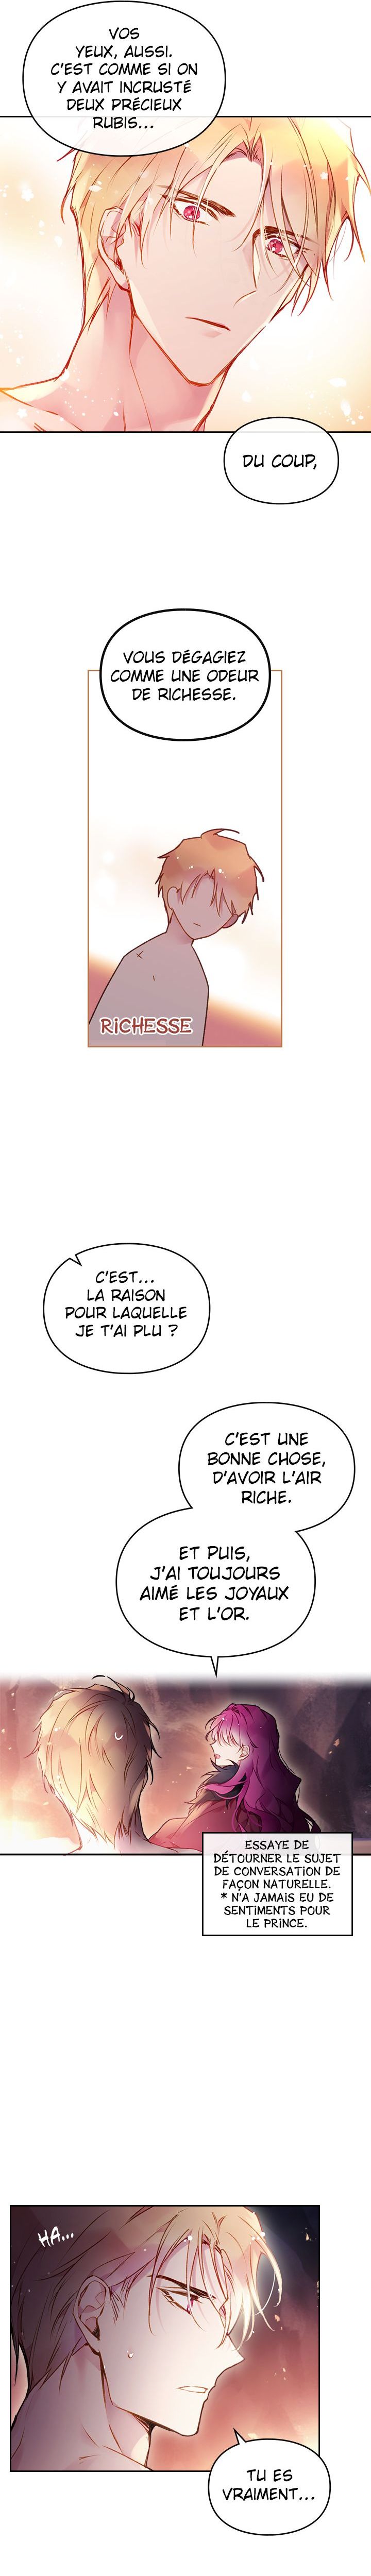 VOS
YEUX, AUSSI.
C'EST COMME SI ON
Y AVAIT INCRUSTÉ
DEUX PRÉCIEUX
RUBIS...
DU COUP,
VOUS DÉGAGIEZ
COMME UNE ODEUR
DE RICHESSE.
RICHESSE
C'EST...
LA RAISON
POUR LAQUELLE
JE T'AI PLU ?
C'EST UNE
BONNE CHOSE,
D'AVOIR L'AIR
RICHE.
ET PUIS,
J'AI TOUJOURS
AIMÉ LES JOYAUX
ET L'OR.
ESSAYE DE
DÉTOURNER LE SUJET
DE CONVERSATION DE
FAÇON NATURELLE.
* N'A JAMAIS EU DE
SENTIMENTS POUR
LE PRINCE.
HA...
TU ES
VRAIMENT...